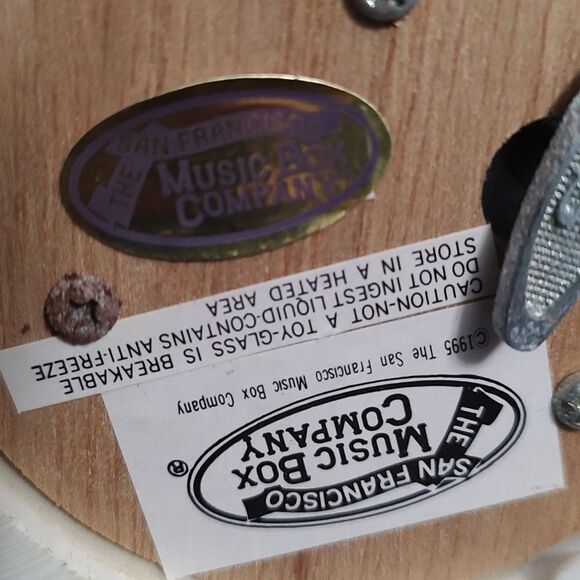 THE
SAN FRANCISCO
MUSIC BOX
COMPANY
CAUTION-NOT A TOY-GLASS IS BREAKABLE
DO NOT INGEST LIQUID-CONTAINS ANTI-FREEZE
STORE IN A HEATED AREA
©1995 The San Francisco Music Box Company
THE
SAN FRANCISCO
MUSIC BOX
COMPANY
®